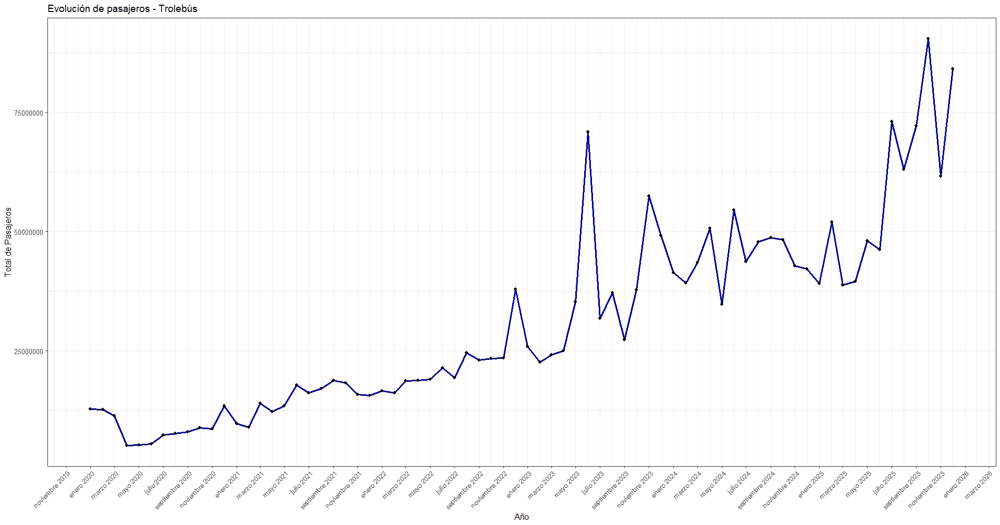 Evolución de pasajeros - Trolebús
Total de Pasajeros
75000000
50000000
25000000
noviembre 2019
enero 2020
marzo 2020
mayo 2020
julio 2020
septiembre 2020
noviembre 2020
enero 2021
marzo 2021
mayo 2021
julio 2021
septiembre 2021
noviembre 2021
enero 2022
marzo 2022
mayo 2022
julio 2022
septiembre 2022
noviembre 2022
enero 2023
marzo 2023
mayo 2023
julio 2023
septiembre 2023
noviembre 2023
enero 2024
marzo 2024
mayo 2024
julio 2024
septiembre 2024
noviembre 2024
enero 2025
marzo 2025
mayo 2025
julio 2025
septiembre 2025
noviembre 2025
enero 2026
marzo 2026
Año